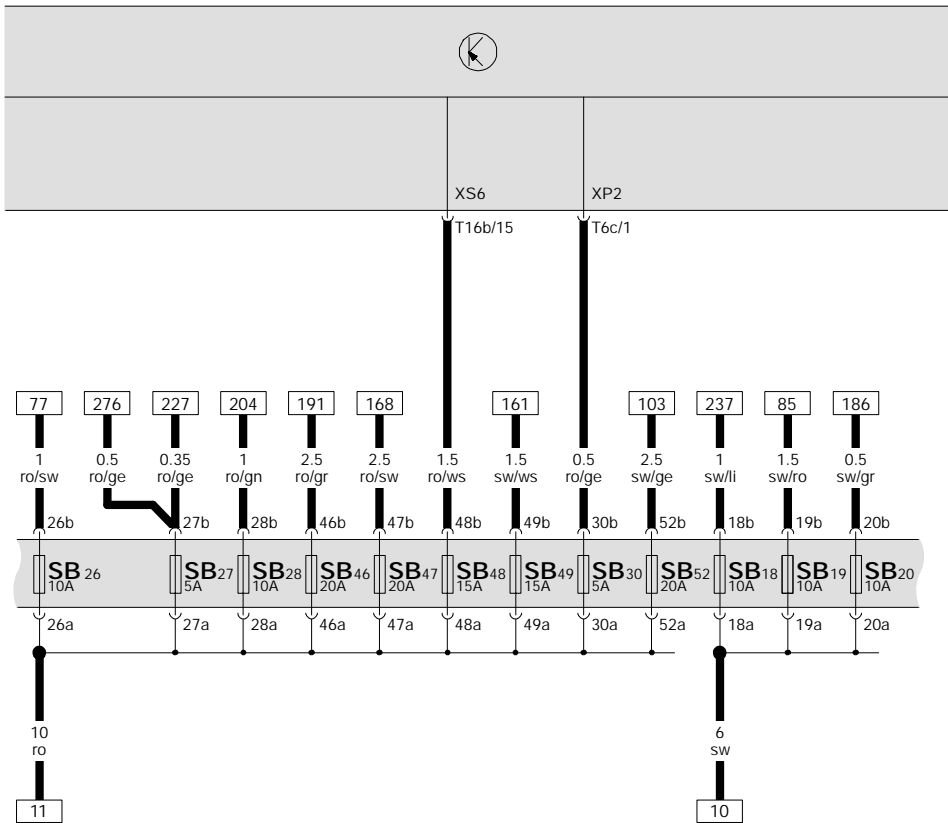 XS6 XP2
T16b/15 T6c/1
77 276 227 204 191 168 161 103 237 85 186
1 0.5 0.35 1 2.5 2.5 1.5 1.5 0.5 2.5 1 1.5 0.5
ro/sw ro/ge ro/ge ro/gn ro/gr ro/sw ro/ws sw/ws ro/ge sw/ge sw/li sw/ro sw/gr
26b 27b 28b 46b 47b 48b 49b 30b 52b 18b 19b 20b
SB26 SB27 SB28 SB46 SB47 SB48 SB49 SB30 SB52 SB18 SB19 SB20
10A 5A 10A 20A 20A 15A 15A 5A 20A 10A 10A 10A
26a 27a 28a 46a 47a 48a 49a 30a 52a 18a 19a 20a
10 6
ro sw
11 10